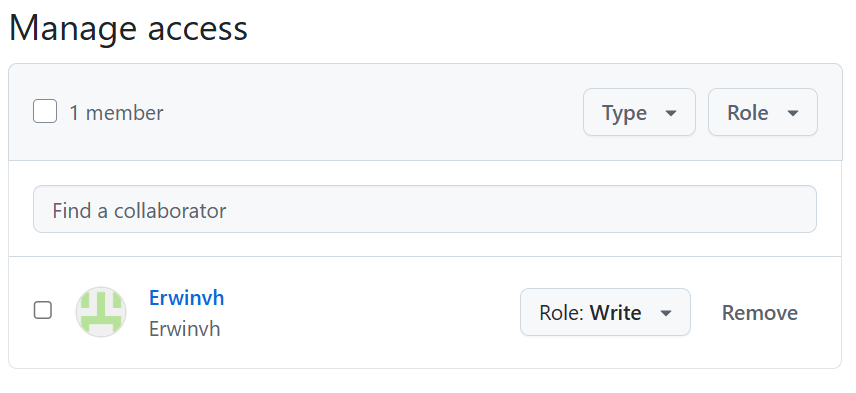 Manage access
1 member
Type
Role
Find a collaborator
Erwinvh
Erwinvh
Role: Write
Remove